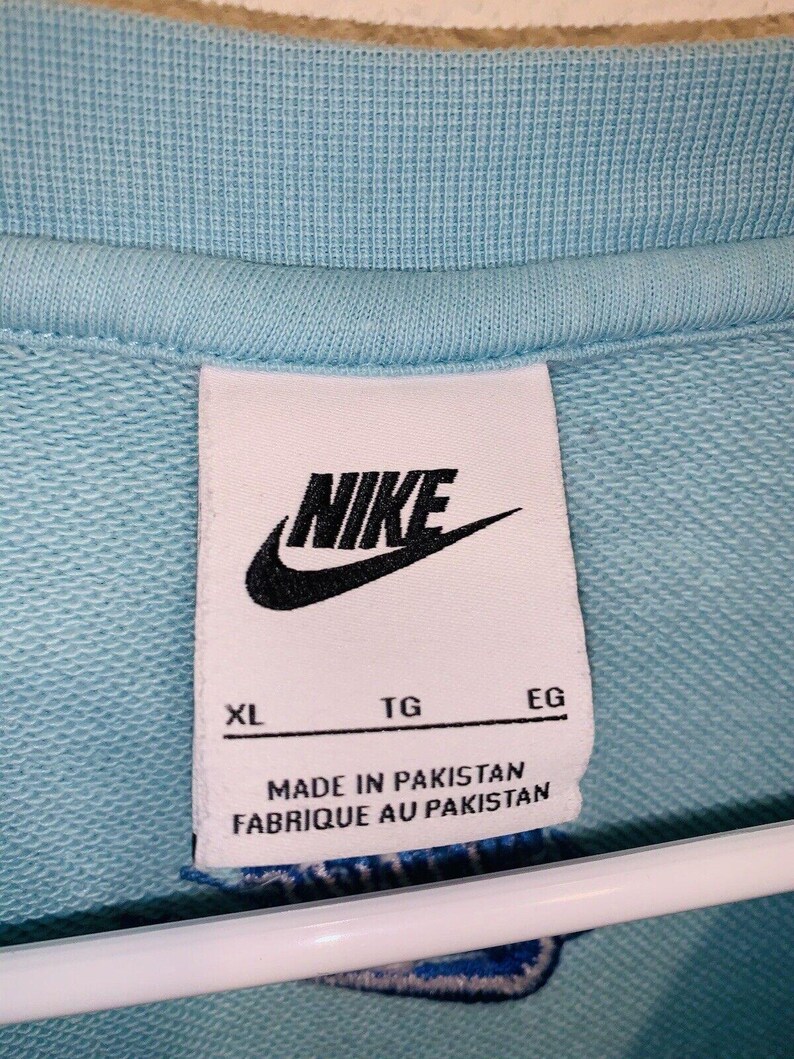 NIKE
XL TG EG
MADE IN PAKISTAN
FABRIQUE AU PAKISTAN